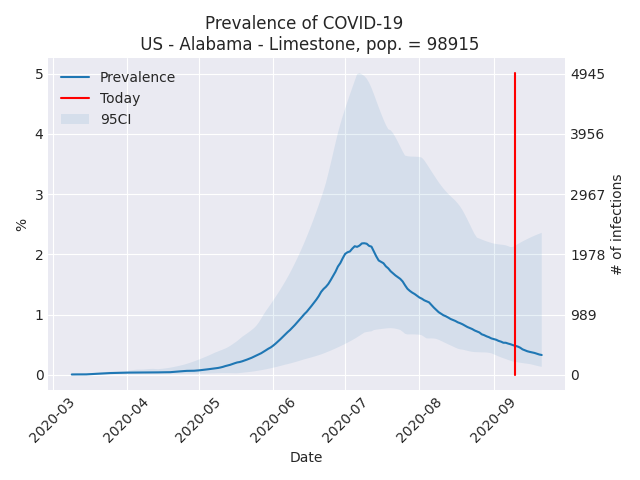 Prevalence of COVID-19
US - Alabama - Limestone, pop. = 98915
Prevalence
Today
95CI
5
4
3
2
1
0
%
4945
3956
2967
1978
989
0
# of infections
2020-03
2020-04
2020-05
2020-06
2020-07
2020-08
2020-09
Date